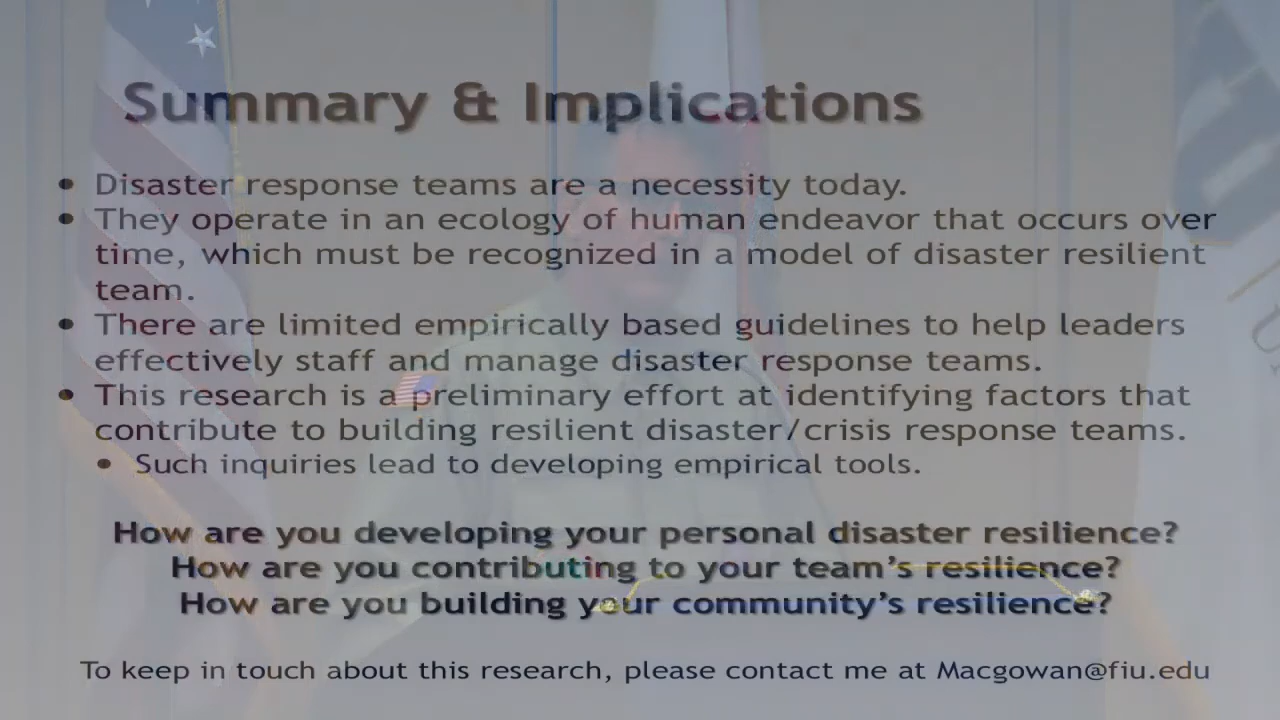 Summary & Implications
• Disaster response teams are a necessity today.
• They operate in an ecology of human endeavor that occurs over
time, which must be recognized in a model of disaster resilient
team.
• There are limited empirically based guidelines to help leaders
effectively staff and manage disaster response teams.
• This research is a preliminary effort at identifying factors that
contribute to building resilient disaster/crisis response teams.
• Such inquiries lead to developing empirical tools.
How are you developing your personal disaster resilience?
How are you contributing to your team's resilience?
How are you building your community's resilience?
To keep in touch about this research, please contact me at Macgowan@fiu.edu